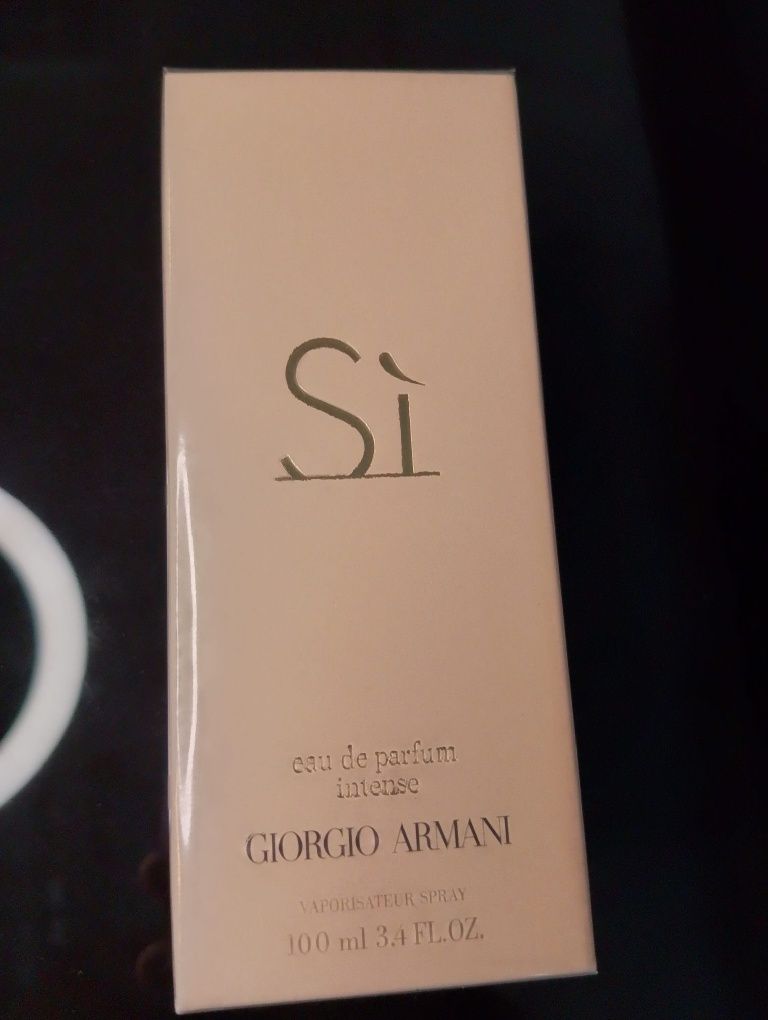 Sì
eau de parfum
intense
GIORGIO ARMANI
VAPORISATEUR SPRAY
100 ml 3.4 FL.OZ.